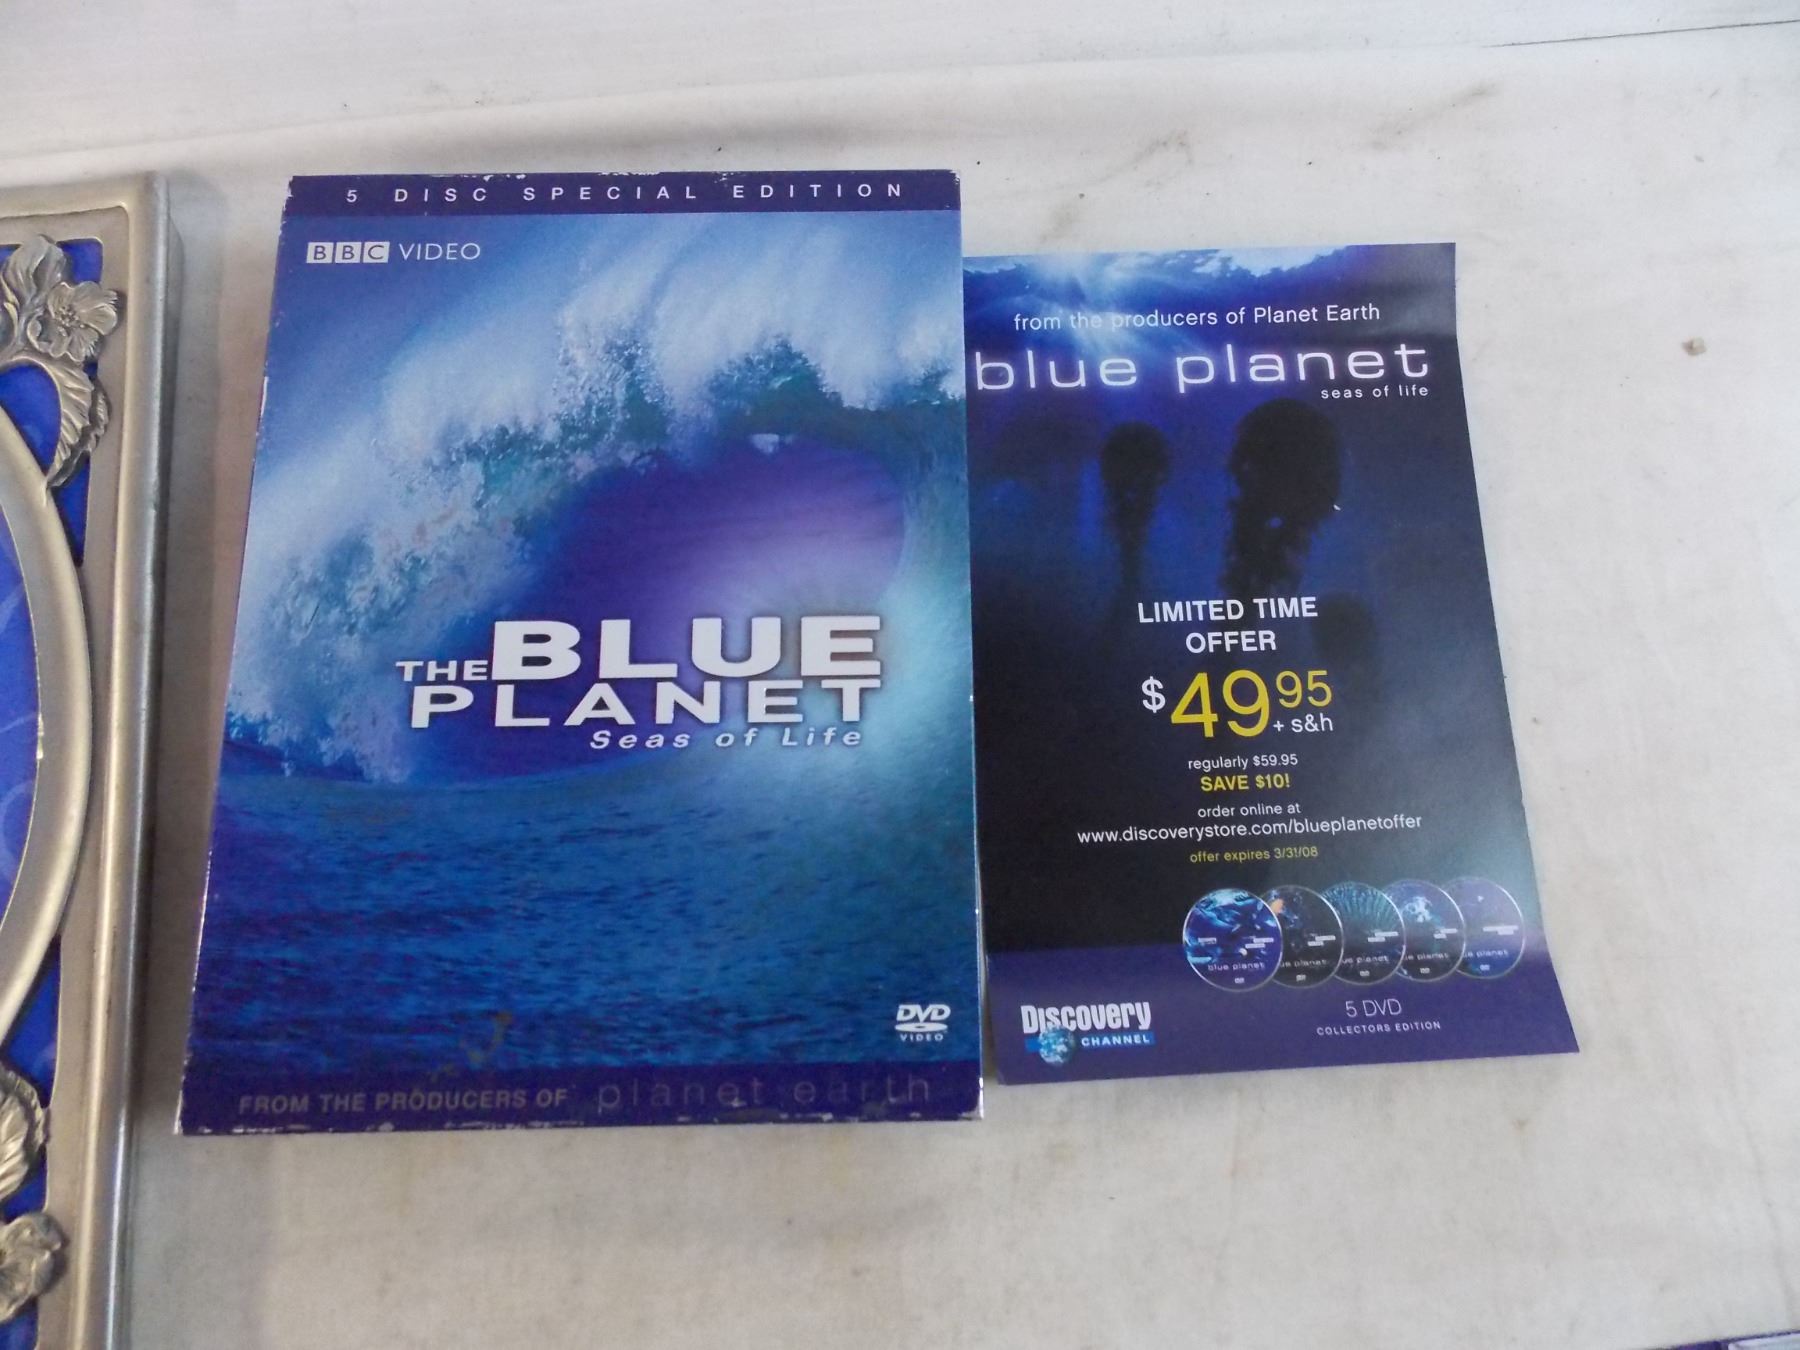 5 DISC SPECIAL EDITION
BBC VIDEO
THE BLUE
PLANET
Seas of Life
DVD
VIDEO
FROM THE PRODUCERS OF planet earth
from the producers of Planet Earth
blue planet
seas of life
LIMITED TIME
OFFER
$49.95
+ s&h
regularly $59.95
SAVE $10!
order online at
www.discoverystore.com/blueplanetoffer
offer expires 3/31/08
blue planet
5 DVD
COLLECTORS EDITION
Discovery
CHANNEL